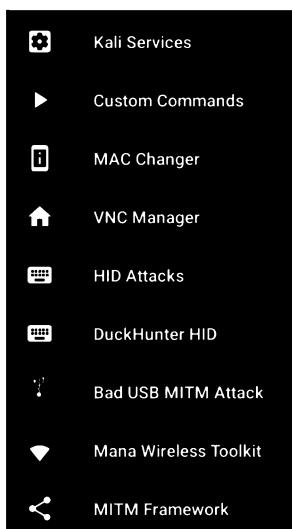 Kali Services
Custom Commands
MAC Changer
VNC Manager
HID Attacks
DuckHunter HID
Bad USB MITM Attack
Mana Wireless Toolkit
MITM Framework